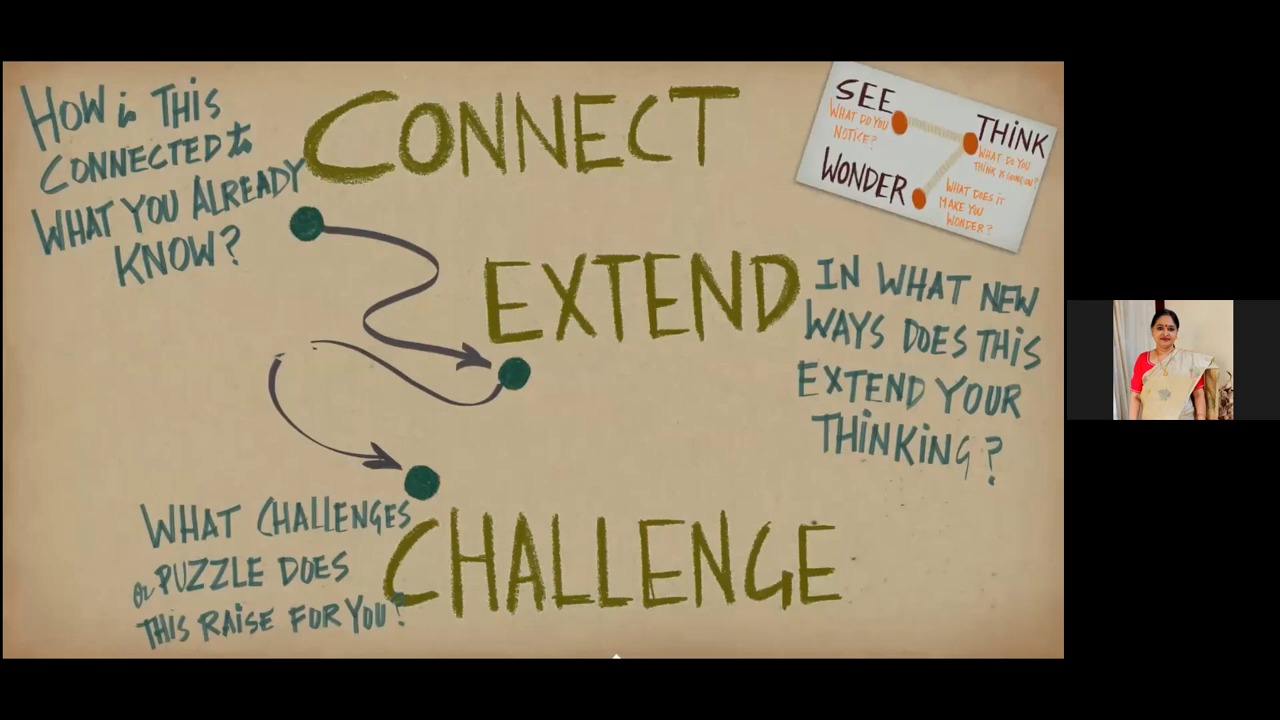 HOW is THIS
CONNECTED to
WHAT YOU ALREADY
KNOW?
CONNECT
SEE
WHAT DO YOU
NOTICE?
THINK
WHAT DO YOU
THINK IS GOING ON?
WONDER
WHAT DOES IT
MAKE YOU
WONDER?
EXTEND
IN WHAT NEW
WAYS DOES THIS
EXTEND YOUR
THINKING?
WHAT CHALLENGES
or PUZZLE DOES
THIS RAISE FOR YOU?
CHALLENGE